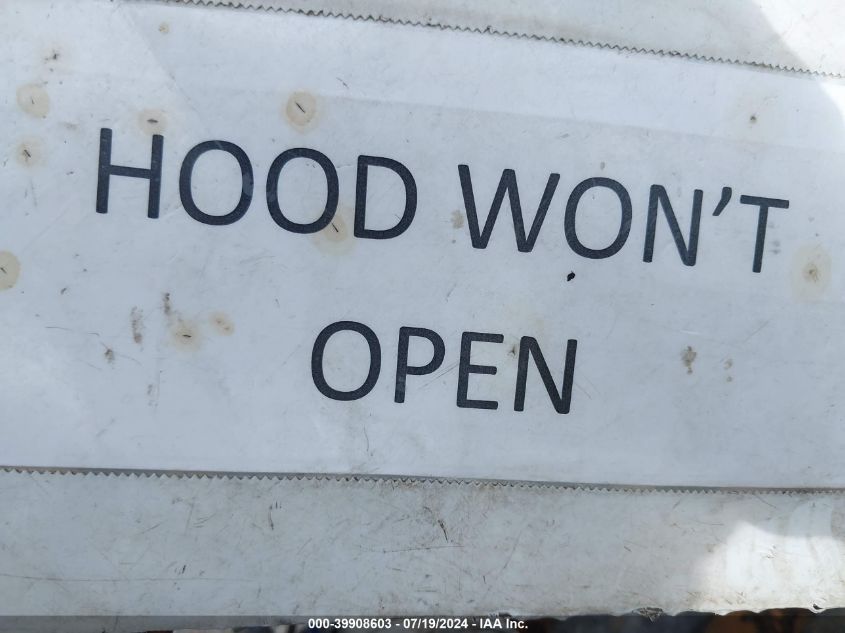 HOOD WON'T
OPEN
000-39908603 - 07/19/2024 - IAA Inc.